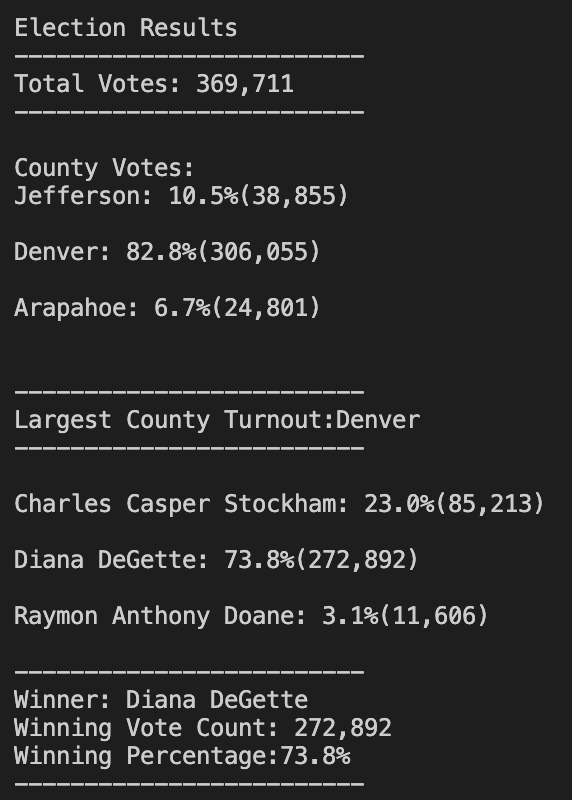 Election Results
-------------------------
Total Votes: 369,711
-------------------------
County Votes:
Jefferson: 10.5%(38,855)
Denver: 82.8%(306,055)
Arapahoe: 6.7%(24,801)
-------------------------
Largest County Turnout:Denver
-------------------------
Charles Casper Stockham: 23.0%(85,213)
Diana DeGette: 73.8%(272,892)
Raymon Anthony Doane: 3.1%(11,606)
-------------------------
Winner: Diana DeGette
Winning Vote Count: 272,892
Winning Percentage:73.8%
-------------------------